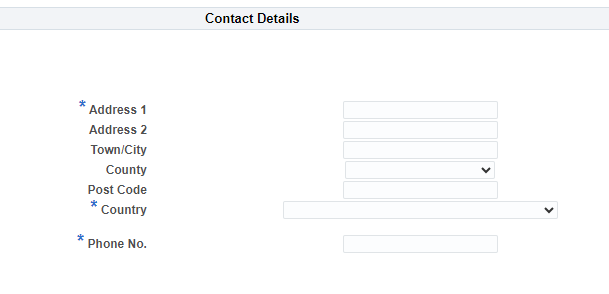 Contact Details
* Address 1
Address 2
Town/City
County
Post Code
* Country
* Phone No.